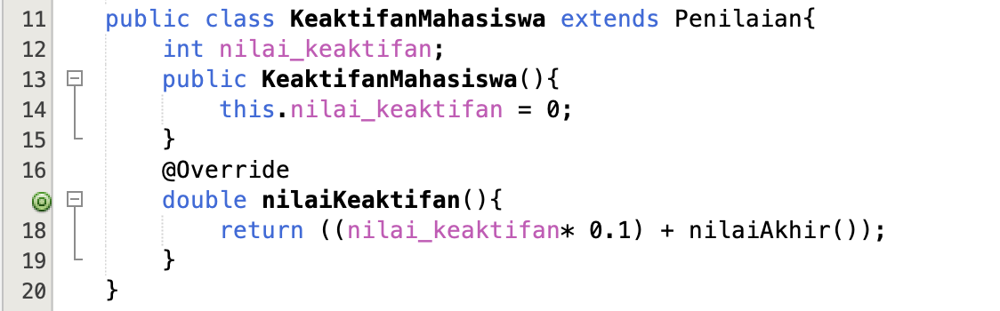 11 public class KeaktifanMahasiswa extends Penilaian{
12 int nilai_keaktifan;
13 public KeaktifanMahasiswa(){
14 this.nilai_keaktifan = 0;
15 }
16 @Override
double nilaiKeaktifan(){
18 return ((nilai_keaktifan* 0.1) + nilaiAkhir());
19 }
20 }